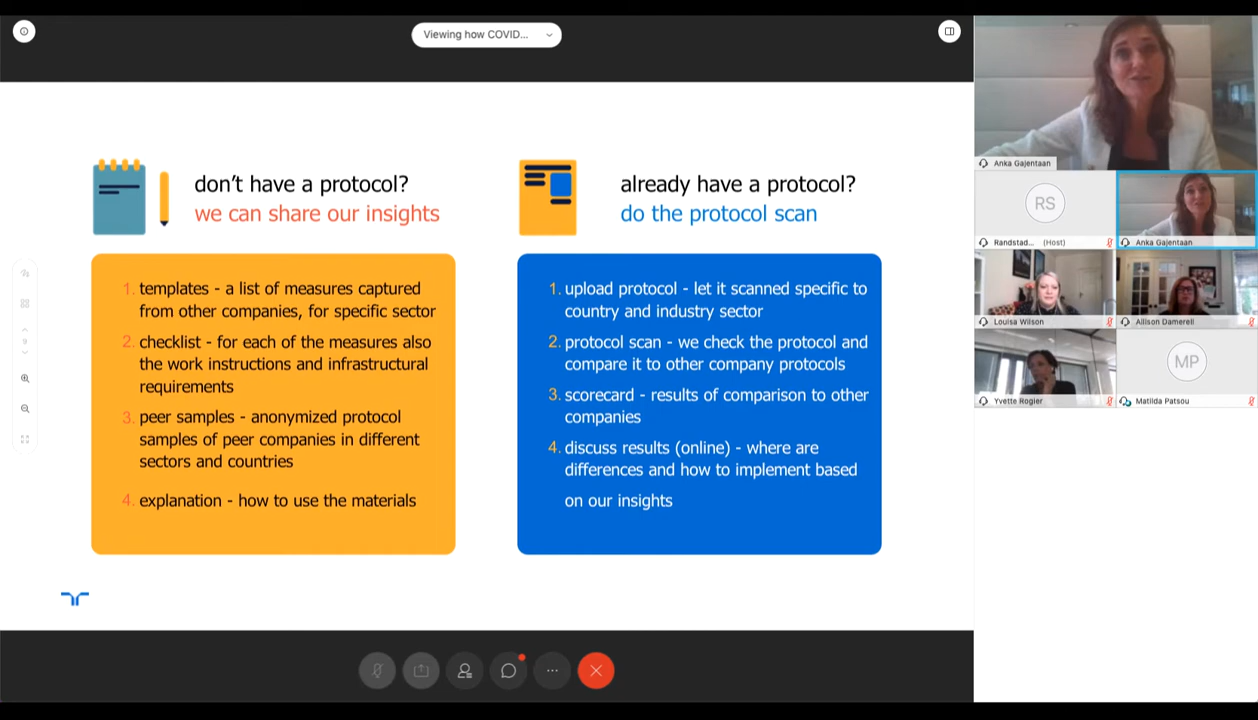 Viewing how COVID...
don't have a protocol?
we can share our insights
1. templates - a list of measures captured
from other companies, for specific sector
2. checklist - for each of the measures also
the work instructions and infrastructural
requirements
3. peer samples - anonymized protocol
samples of peer companies in different
sectors and countries
4. explanation - how to use the materials
already have a protocol?
do the protocol scan
1. upload protocol - let it scanned specific to
country and industry sector
2. protocol scan - we check the protocol and
compare it to other company protocols
3. scorecard - results of comparison to other
companies
4. discuss results (online) - where are
differences and how to implement based
on our insights
9
Anka Gajentaan
RS
Randstad... (Host)
Anka Gajentaan
Louisa Wilson
Allison Damerell
Yvette Rogier
MP
Matilda Patsou